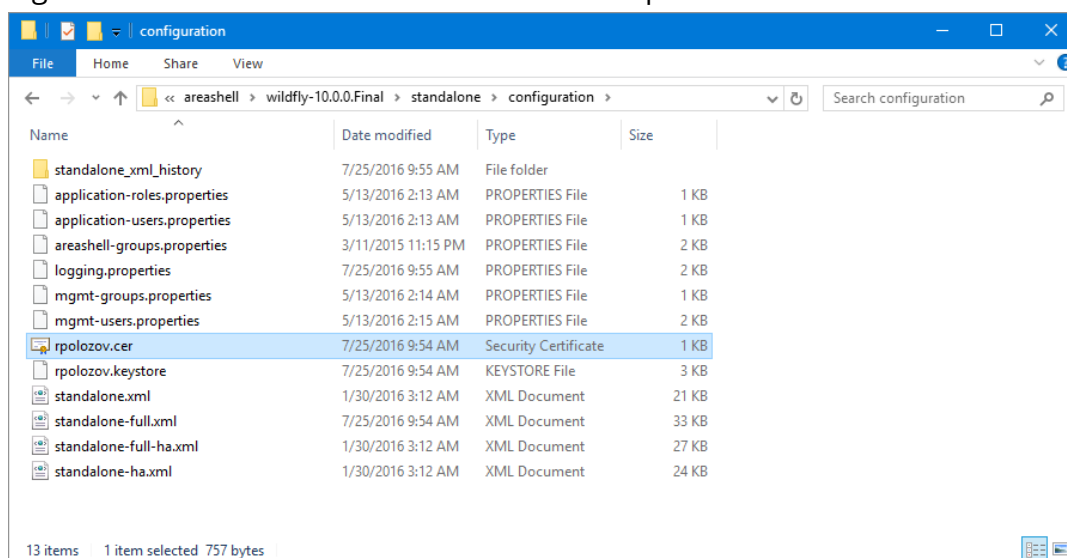 configuration
File Home Share View
« areashell > wildfly-10.0.0.Final > standalone > configuration > Search configuration
Name Date modified Type Size
standalone_xml_history 7/25/2016 9:55 AM File folder
application-roles.properties 5/13/2016 2:13 AM PROPERTIES File 1 KB
application-users.properties 5/13/2016 2:13 AM PROPERTIES File 1 KB
areashell-groups.properties 3/11/2015 11:15 PM PROPERTIES File 2 KB
logging.properties 7/25/2016 9:55 AM PROPERTIES File 2 KB
mgmt-groups.properties 5/13/2016 2:14 AM PROPERTIES File 1 KB
mgmt-users.properties 5/13/2016 2:15 AM PROPERTIES File 2 KB
rpolozov.cer 7/25/2016 9:54 AM Security Certificate 1 KB
rpolozov.keystore 7/25/2016 9:54 AM KEYSTORE File 3 KB
standalone.xml 1/30/2016 3:12 AM XML Document 21 KB
standalone-full.xml 7/25/2016 9:54 AM XML Document 33 KB
standalone-full-ha.xml 1/30/2016 3:12 AM XML Document 27 KB
standalone-ha.xml 1/30/2016 3:12 AM XML Document 24 KB
13 items 1 item selected 757 bytes